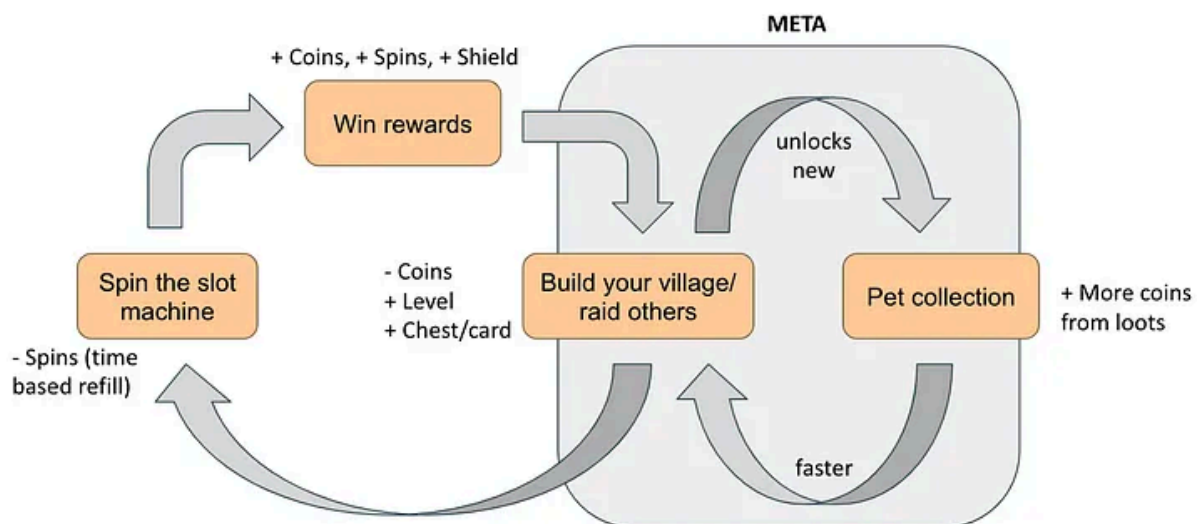 META
+ Coins, + Spins, + Shield
Win rewards
unlocks
new
Spin the slot
machine
- Spins (time
based refill)
- Coins
+ Level
+ Chest/card
Build your village/
raid others
Pet collection
+ More coins
from loots
faster